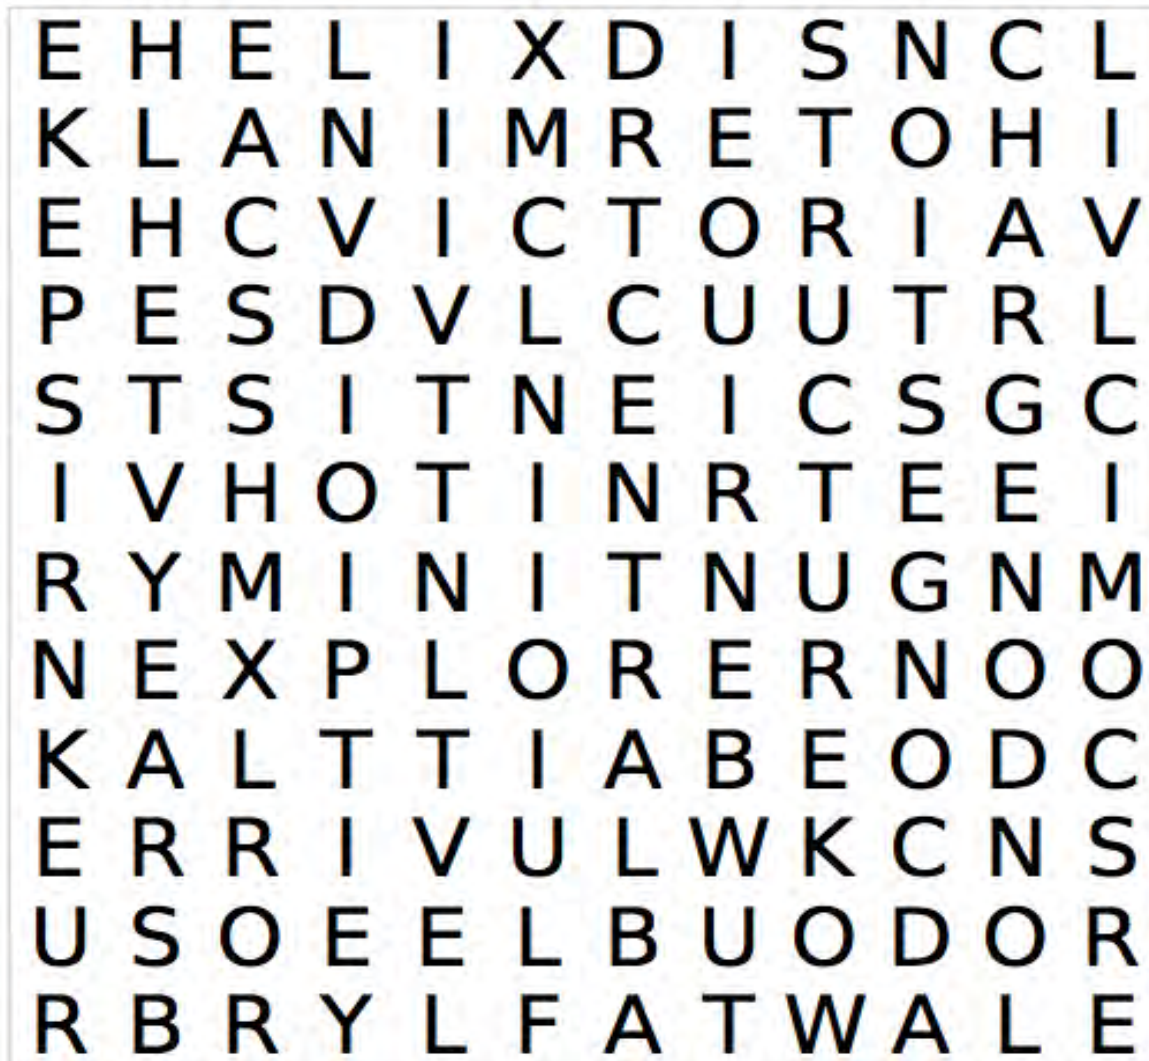 E H E L I X D I S N C L
K L A N I M R E T O H I
E H C V I C T O R I A V
P E S D V L C U U T R L
S T S I T N E I C S G C
I V H O T I N R T E E I
R Y M I N I T N U G N M
N E X P L O R E R N O O
K A L T T I A B E O D C
E R R I V U L W K C N S
U S O E E L B U O D O R
R B R Y L F A T W A L E